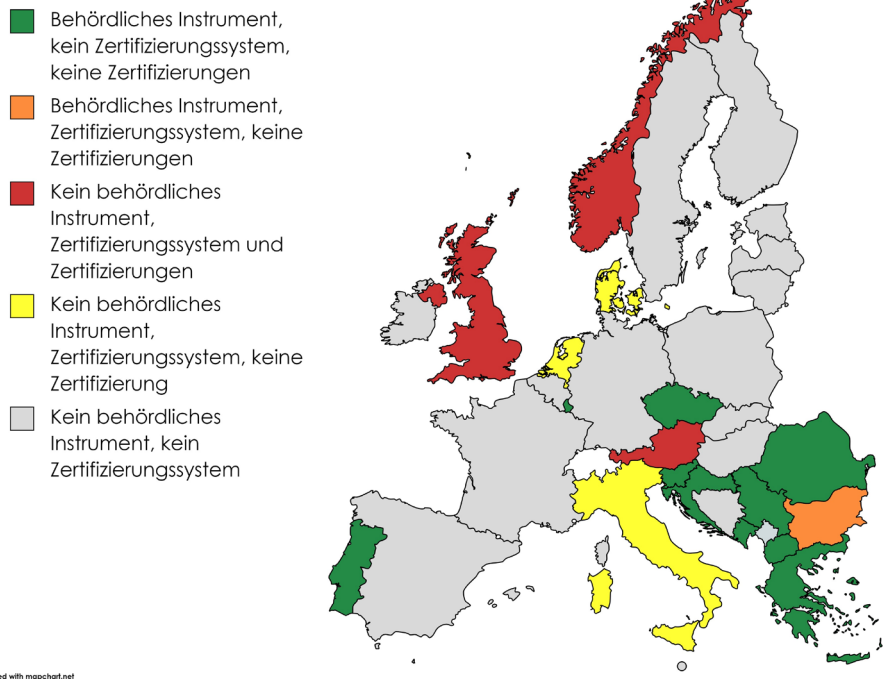 Behördliches Instrument,
kein Zertifizierungssystem,
keine Zertifizierungen
Behördliches Instrument,
Zertifizierungssystem, keine
Zertifizierungen
Kein behördliches
Instrument,
Zertifizierungssystem und
Zertifizierungen
Kein behördliches
Instrument,
Zertifizierungssystem, keine
Zertifizierung
Kein behördliches
Instrument, kein
Zertifizierungssystem
ed with mapchart.net